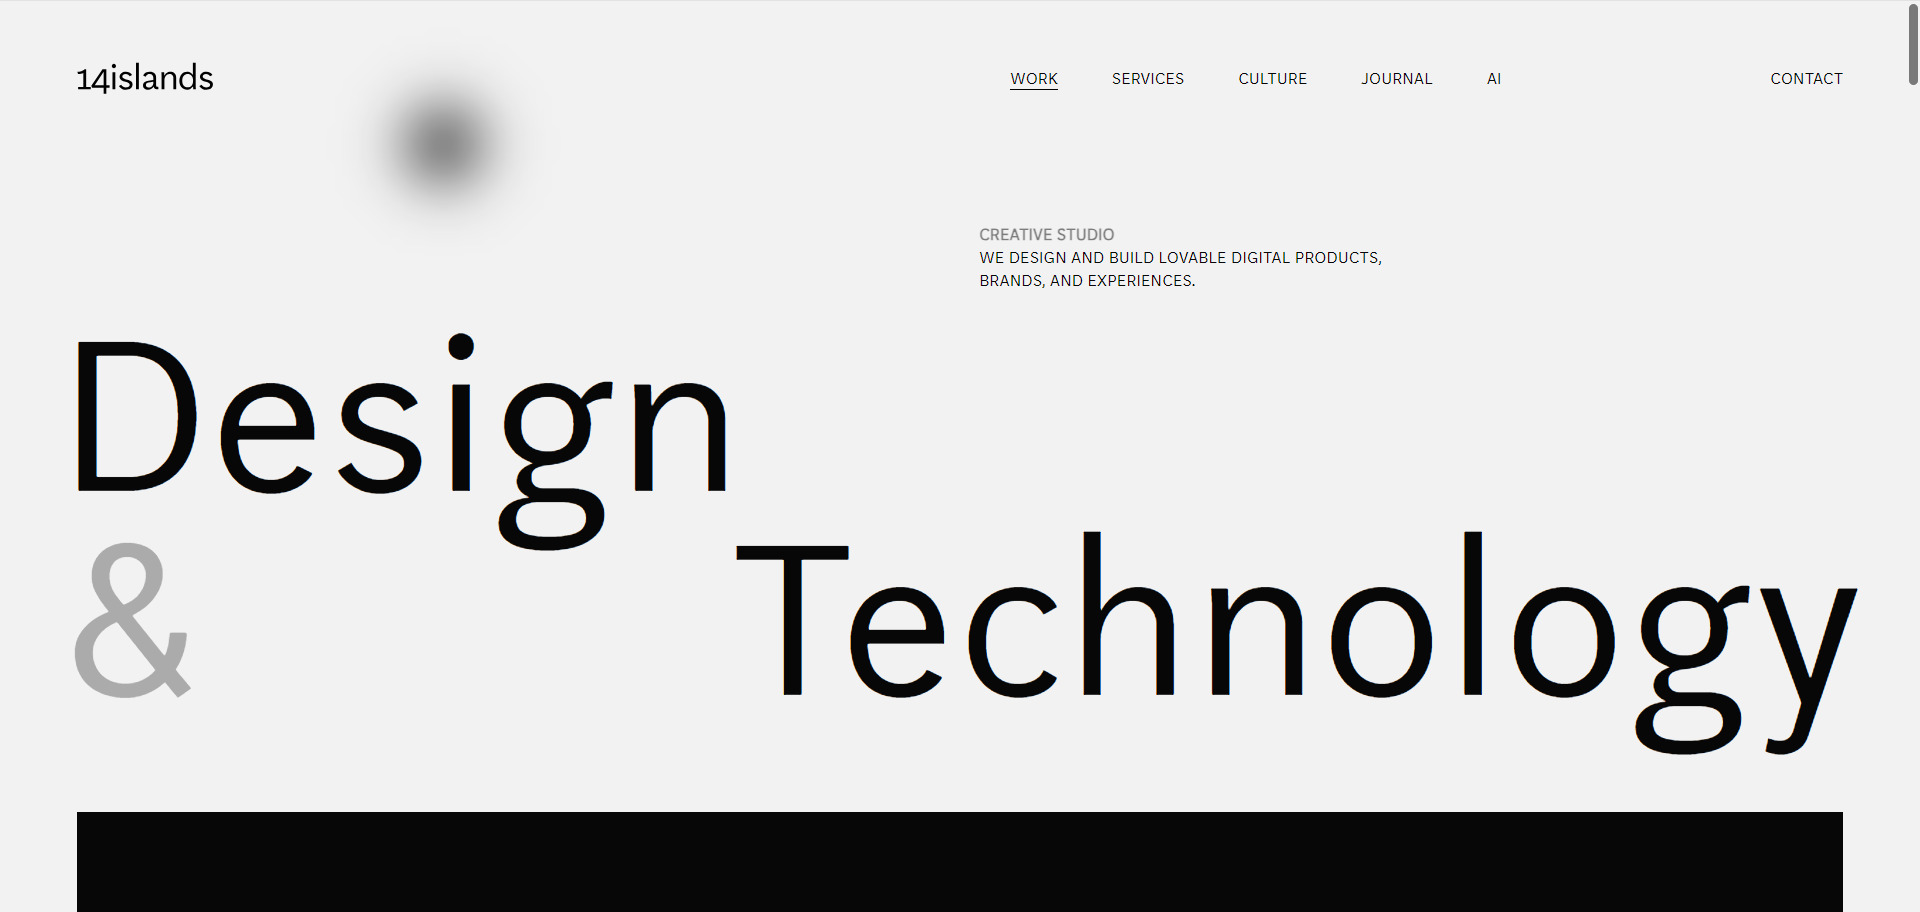 14islands
WORK SERVICES CULTURE JOURNAL AI CONTACT
CREATIVE STUDIO
WE DESIGN AND BUILD LOVABLE DIGITAL PRODUCTS,
BRANDS, AND EXPERIENCES.
Design
& Technology